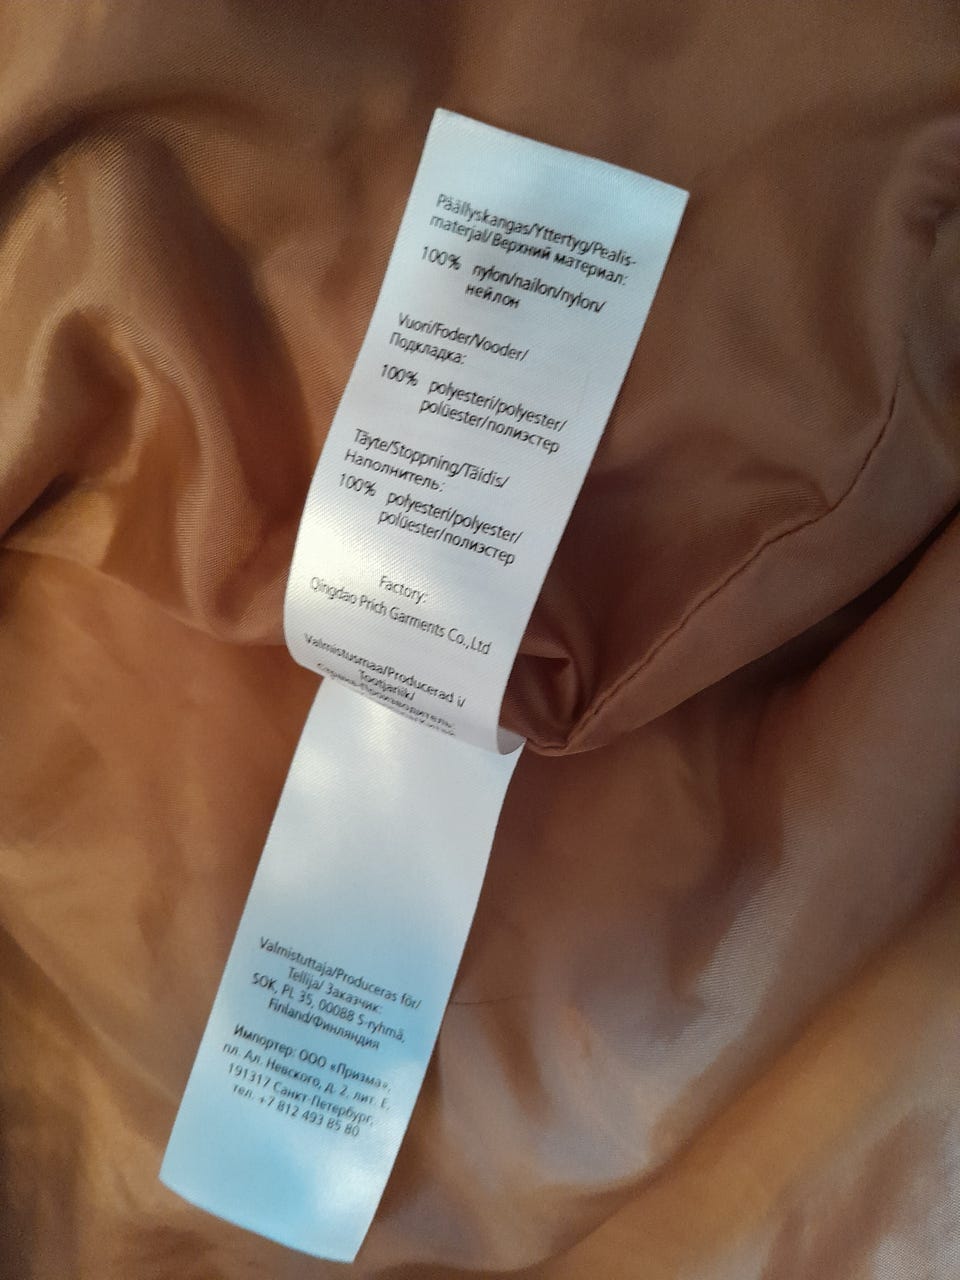 Päällyskangas/Yttertyg/Pealis-
materjal/Верхний материал:
100% nylon/nailon/nylon/
нейлон
Vuori/Foder/Vooder/
Подкладка:
100% polyesteri/polyester/
polüester/полиэстер
Täyte/Stoppning/Täidis/
Наполнитель:
100% polyesteri/polyester/
polüester/полиэстер
Factory:
Qingdao Prich Garments Co.,Ltd
Valmistusmaa/Producerad i/
Tootjariik/
Страна-Производитель:
Valmistuttaja/Produceras för/
Tellija/ Заказчик:
SOK, PL 35, 00088 S-ryhmä,
Finland/Финляндия
Импортер: ООО «Призма»,
пл. Ал. Невского, д. 2, лит. Е,
191317 Санкт-Петербург,
тел. +7 812 493 85 80